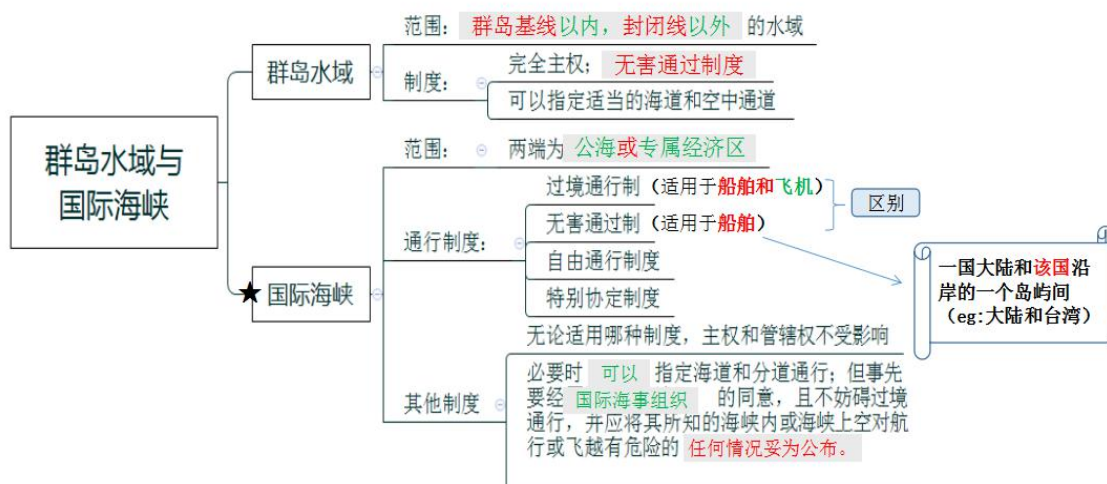 群岛水域与
国际海峡
群岛水域
范围：群岛基线以内，封闭线以外 的水域
制度：
完全主权；无害通过制度
可以指定适当的海道和空中通道
★国际海峡
范围：两端为 公海或专属经济区
通行制度：
过境通行制（适用于船舶和飞机）
无害通过制（适用于船舶）
自由通行制度
特别协定制度
区别
一国大陆和该国沿
岸的一个岛屿间
（eg:大陆和台湾）
其他制度
无论适用哪种制度，主权和管辖权不受影响
必要时 可以 指定海道和分道通行；但事先
要经 国际海事组织 的同意，且不妨碍过境
通行，并应将其所知的海峡内或海峡上空对航
行或飞越有危险的 任何情况妥为公布。